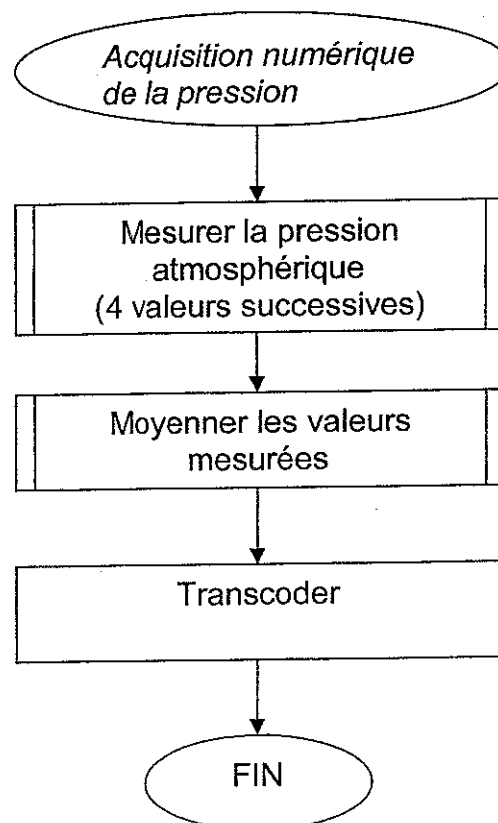 Acquisition numérique
de la pression
Mesurer la pression
atmosphérique
(4 valeurs successives)
Moyenner les valeurs
mesurées
Transcoder
FIN